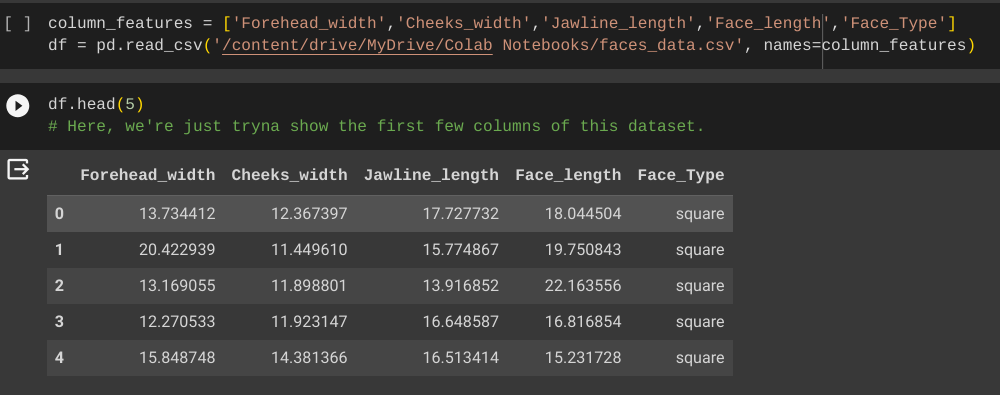 [ ] column_features = ['Forehead_width','Cheeks_width','Jawline_length','Face_length','Face_Type']
df = pd.read_csv('/content/drive/MyDrive/Colab Notebooks/faces_data.csv', names=column_features)
df.head(5)
# Here, we're just tryna show the first few columns of this dataset.
Forehead_width Cheeks_width Jawline_length Face_length Face_Type
0 13.734412 12.367397 17.727732 18.044504 square
1 20.422939 11.449610 15.774867 19.750843 square
2 13.169055 11.898801 13.916852 22.163556 square
3 12.270533 11.923147 16.648587 16.816854 square
4 15.848748 14.381366 16.513414 15.231728 square